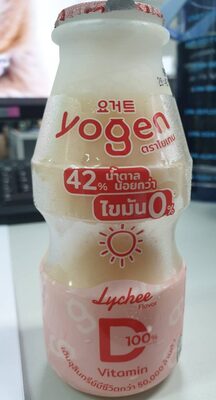 요거트
yogen
ตราโยเกน
42% น้ำตาล น้อยกว่า
ไขมัน 0%
Lychee
Flavor
D 100%
Vitamin